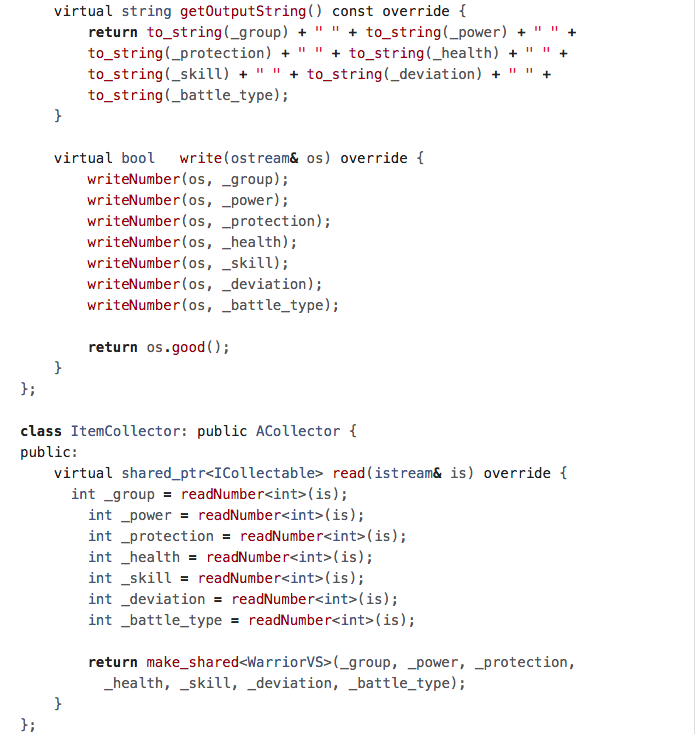 virtual string getOutputString() const override {
        return to_string(_group) + " " + to_string(_power) + " " +
        to_string(_protection) + " " + to_string(_health) + " " +
        to_string(_skill) + " " + to_string(_deviation) + " " +
        to_string(_battle_type);
    }

    virtual bool   write(ostream& os) override {
        writeNumber(os, _group);
        writeNumber(os, _power);
        writeNumber(os, _protection);
        writeNumber(os, _health);
        writeNumber(os, _skill);
        writeNumber(os, _deviation);
        writeNumber(os, _battle_type);

        return os.good();
    }
};

class ItemCollector: public ACollector {
public:
    virtual shared_ptr<ICollectable> read(istream& is) override {
      int _group = readNumber<int>(is);
        int _power = readNumber<int>(is);
        int _protection = readNumber<int>(is);
        int _health = readNumber<int>(is);
        int _skill = readNumber<int>(is);
        int _deviation = readNumber<int>(is);
        int _battle_type = readNumber<int>(is);

        return make_shared<WarriorVS>(_group, _power, _protection,
          _health, _skill, _deviation, _battle_type);
    }
};